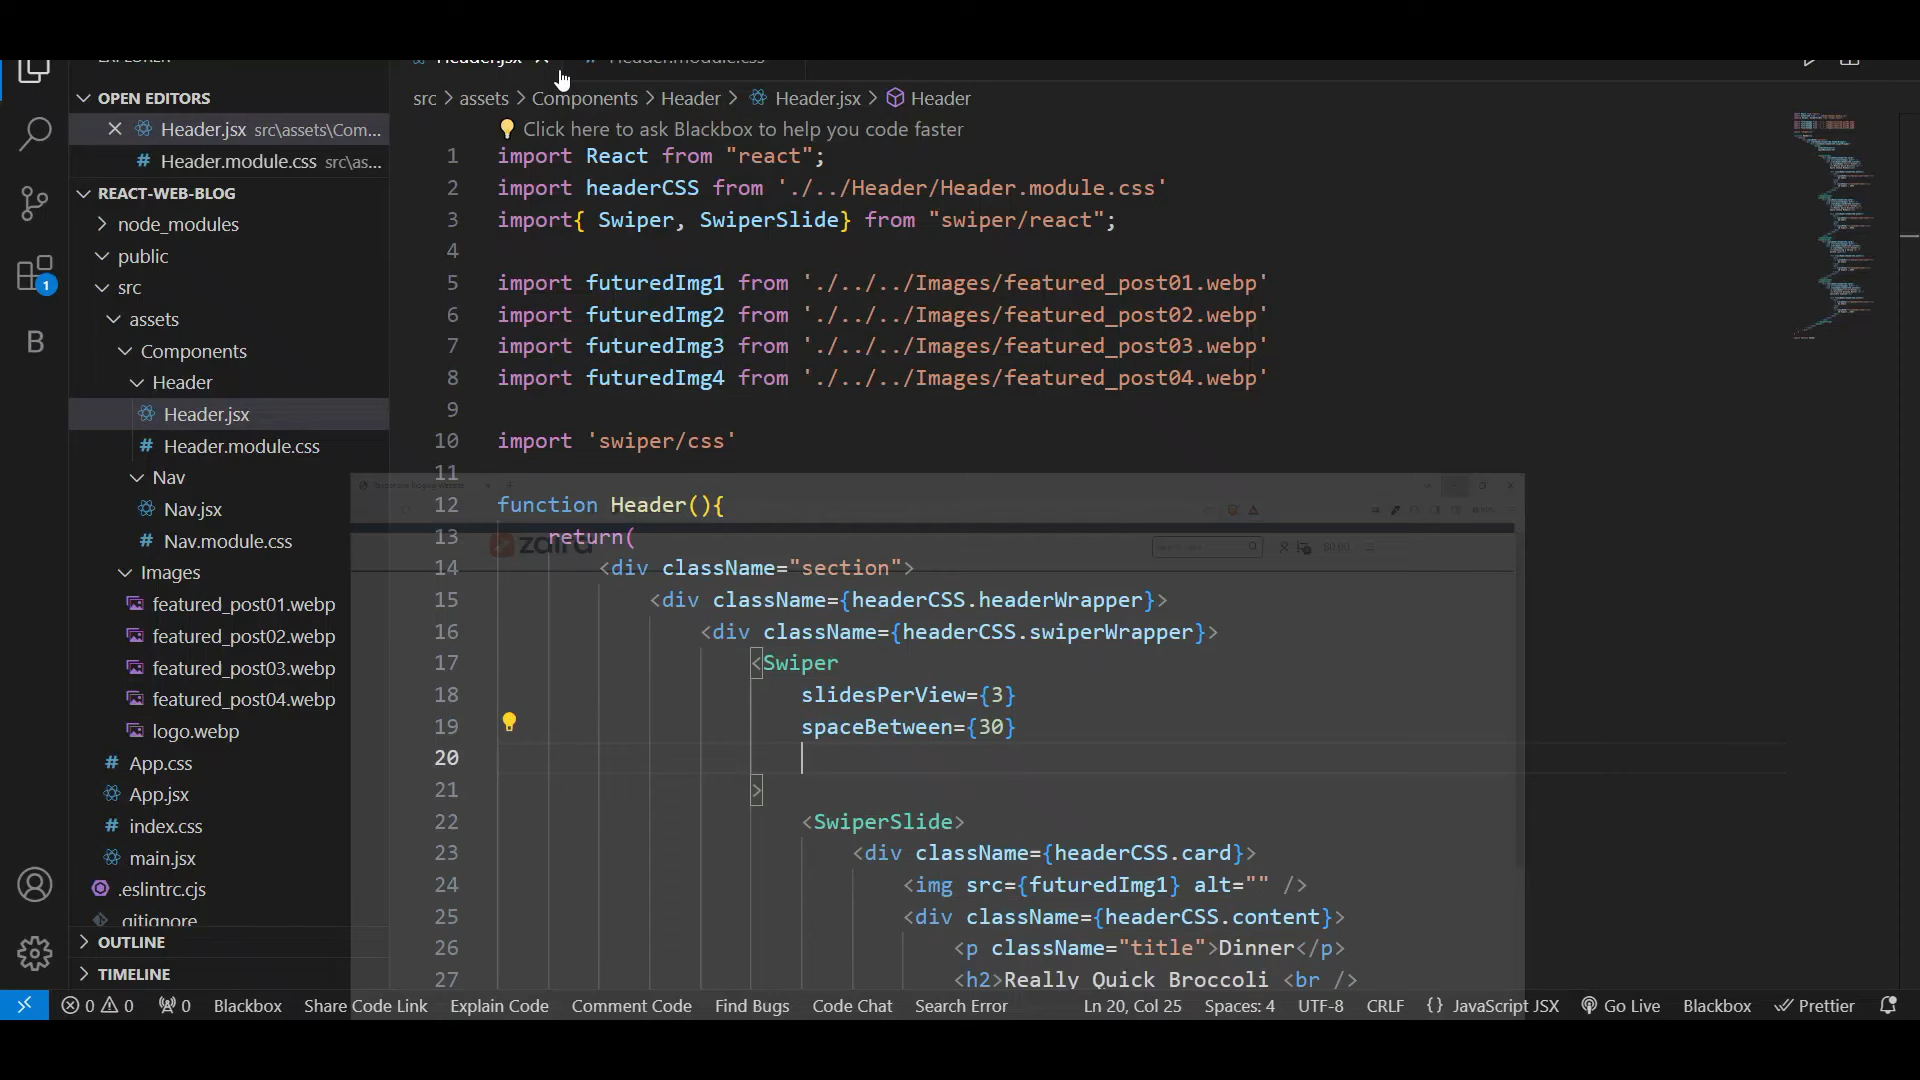 EXPLORER
Header.jsx
Header.module.css
OPEN EDITORS
Header.jsx src\assets\Com...
Header.module.css src\as...
REACT-WEB-BLOG
node_modules
public
src
assets
Components
Header
Header.jsx
Header.module.css
Nav
Nav.jsx
Nav.module.css
Images
featured_post01.webp
featured_post02.webp
featured_post03.webp
featured_post04.webp
logo.webp
App.css
App.jsx
index.css
main.jsx
.eslintrc.cjs
.gitignore
OUTLINE
TIMELINE
1
B
src > assets > Components > Header > Header.jsx > Header
Click here to ask Blackbox to help you code faster
1 import React from "react";
2 import headerCSS from './../Header/Header.module.css'
3 import{ Swiper, SwiperSlide} from "swiper/react";
4
5 import futuredImg1 from './../../Images/featured_post01.webp'
6 import futuredImg2 from './../../Images/featured_post02.webp'
7 import futuredImg3 from './../../Images/featured_post03.webp'
8 import futuredImg4 from './../../Images/featured_post04.webp'
9
10 import 'swiper/css'
11
12 function Header(){
13 return(
14 <div className="section">
15 <div className={headerCSS.headerWrapper}>
16 <div className={headerCSS.swiperWrapper}>
17 <Swiper
18 slidesPerView={3}
19 spaceBetween={30}
20
21 >
22 <SwiperSlide>
23 <div className={headerCSS.card}>
24 <img src={futuredImg1} alt="" />
25 <div className={headerCSS.content}>
26 <p className="title">Dinner</p>
27 <h2>Really Quick Broccoli <br />
zaira
$0.00
0 0 0 Blackbox Share Code Link Explain Code Comment Code Find Bugs Code Chat Search Error Ln 20, Col 25 Spaces: 4 UTF-8 CRLF {} JavaScript JSX Go Live Blackbox Prettier